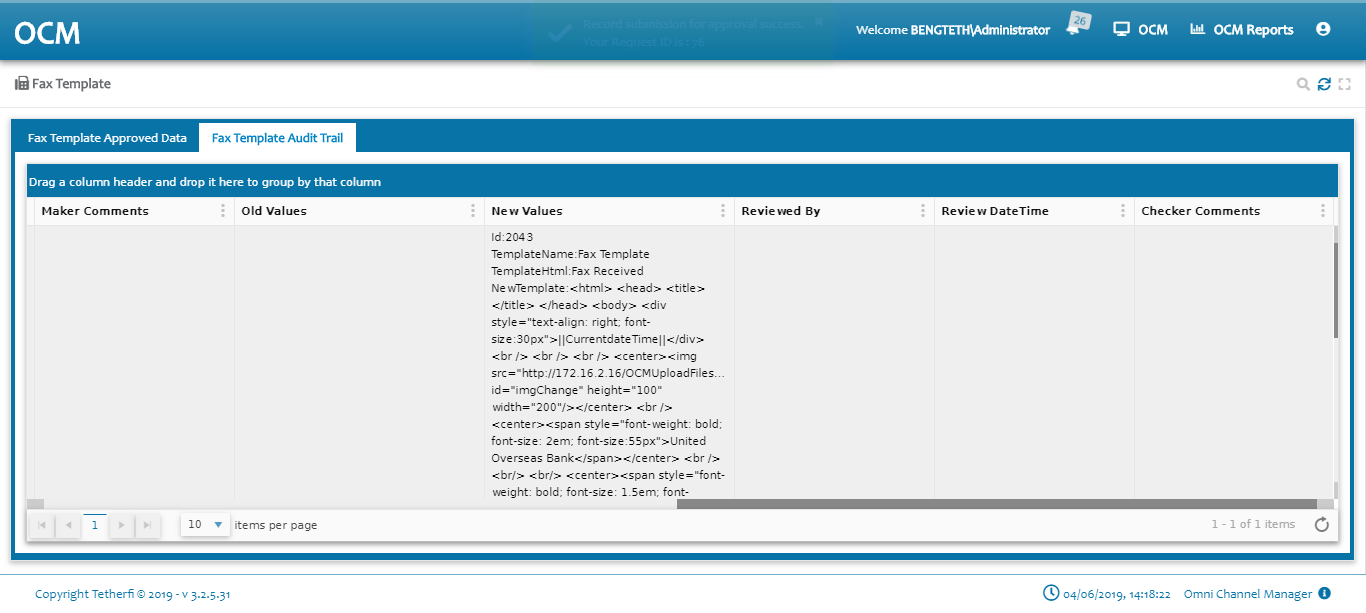 OCM
Record submission for approval success.
Your Request ID is : 76
Welcome BENGTETH\Administrator
26
OCM
OCM Reports
Fax Template
Fax Template Approved Data
Fax Template Audit Trail
Drag a column header and drop it here to group by that column
Maker Comments
Old Values
New Values
Reviewed By
Review DateTime
Checker Comments
Id:2043
TemplateName:Fax Template
TemplateHtml:Fax Received
NewTemplate:<html> <head> <title>
</title> </head> <body> <div
style="text-align: right; font-
size:30px">||CurrentdateTime||</div>
<br /> <br /> <br /> <center><img
src="http://172.16.2.16/OCMUploadFiles...
id="imgChange" height="100"
width="200"/></center> <br />
<center><span style="font-weight: bold;
font-size: 2em; font-size:55px">United
Overseas Bank</span></center> <br />
<br/> <br/> <center><span style="font-
weight: bold; font-size: 1.5em; font-
1
10
items per page
1 - 1 of 1 items
Copyright Tetherfi © 2019 - v 3.2.5.31
04/06/2019, 14:18:22
Omni Channel Manager